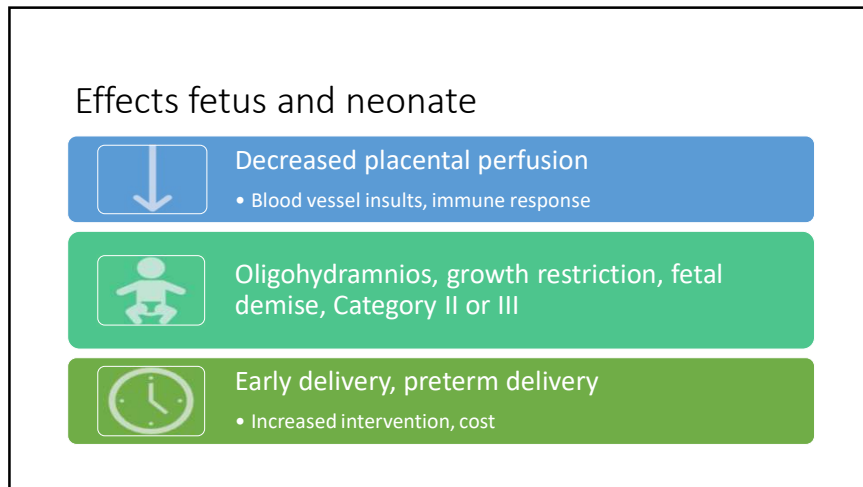 Effects fetus and neonate
Decreased placental perfusion
• Blood vessel insults, immune response
Oligohydramnios, growth restriction, fetal
demise, Category II or III
Early delivery, preterm delivery
• Increased intervention, cost